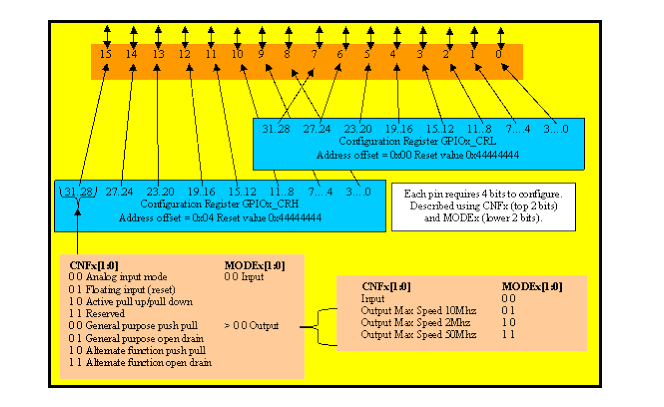 15 14 13 12 11 10 9 8 7 6 5 4 3 2 1 0
31.28 27.24 23.20 19.16 15.12 11...8 7....4 3....0
Configuration Register GPIOx_CRL
Address offset = 0x00 Reset value 0x44444444
31..28 27.24 23.20 19.16 15.12 11...8 7....4 3....0
Configuration Register GPIOx_CRH
Address offset = 0x04 Reset value 0x44444444
Each pin requires 4 bits to configure.
Described using CNFx (top 2 bits)
and MODEx (lower 2 bits).
CNFx[1:0] MODEx[1:0]
0 0 Analog input mode 0 0 Input
0 1 Floating input (reset)
1 0 Active pull up/pull down
1 1 Reserved
0 0 General purpose push pull > 0 0 Output
0 1 General purpose open drain
1 0 Alternate function push pull
1 1 Alternate function open drain
CNFx[1:0] MODEx[1:0]
Input 0 0
Output Max Speed 10Mhz 0 1
Output Max Speed 2Mhz 1 0
Output Max Speed 50Mhz 1 1